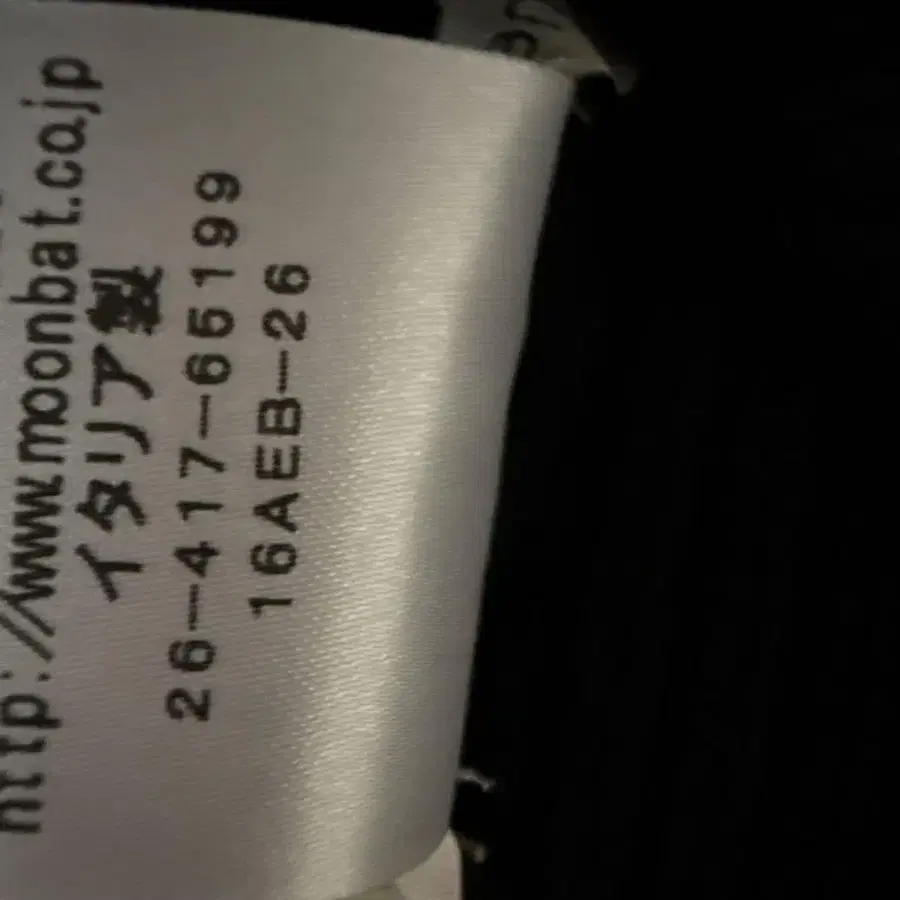 http://www.moonbat.co.jp
イタリア製
26-417-65199
16AEB-26